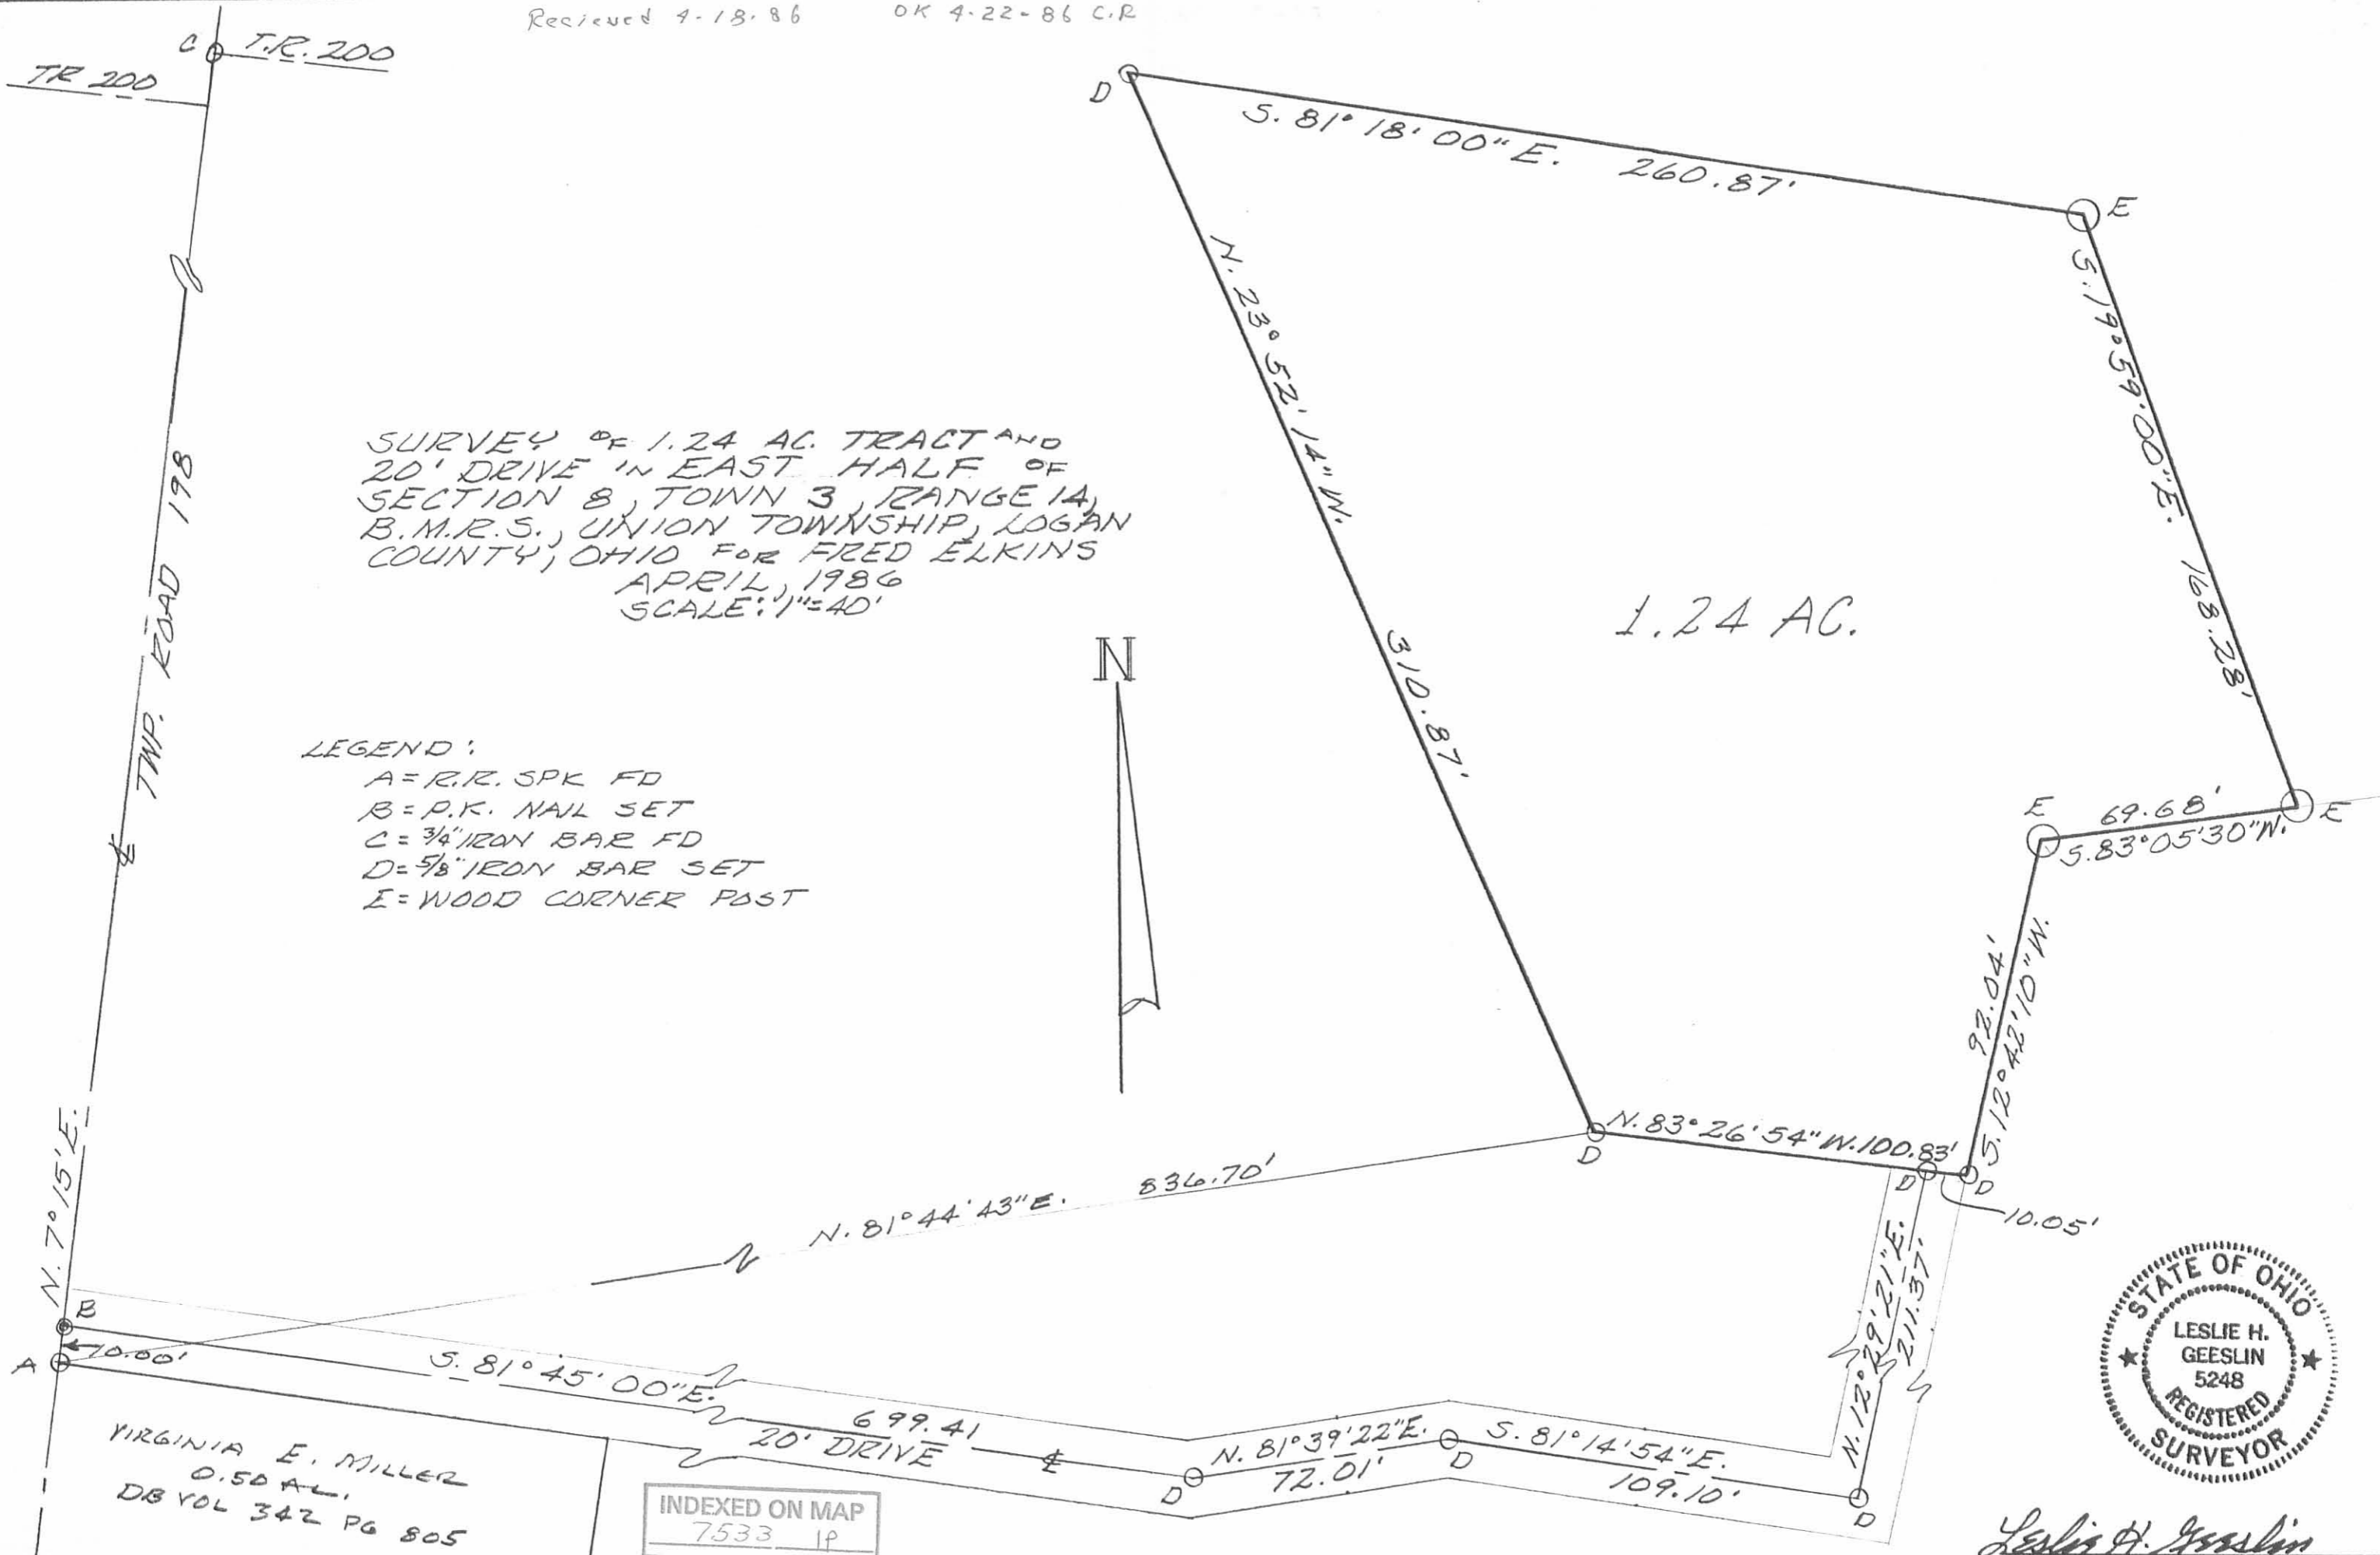 Recieved 4-18-86
OK 4-22-86 C.R
C
T.R. 200
TR 200
D
S. 81° 18' 00" E. 260.87'
E
N. 23° 52' 14" W.
310.87'
S. 19° 59' 00" E. 168.28'
TWP. ROAD 198
SURVEY OF 1.24 AC. TRACT AND
20' DRIVE IN EAST HALF OF
SECTION 8, TOWN 3, RANGE 14,
B.M.R.S., UNION TOWNSHIP, LOGAN
COUNTY, OHIO FOR FRED ELKINS
APRIL, 1986
SCALE: 1"=40'
1.24 AC.
N
LEGEND:
A = R.R. SPK FD
B = P.K. NAIL SET
C = 3/4" IRON BAR FD
D = 5/8" IRON BAR SET
E = WOOD CORNER POST
E
69.68'
E
S. 83° 05' 30" W.
92.04'
S. 12° 42' 10" W.
N. 83° 26' 54" W. 100.83'
D
D
D
10.05'
N. 81° 44' 43" E. 836.70'
N. 7° 15' E.
B
A
10.00'
S. 81° 45' 00" E.
699.41
20' DRIVE
D
N. 81° 39' 22" E.
72.01'
D
S. 81° 14' 54" E.
109.10'
N. 12° 29' 21" E.
211.37'
D
VIRGINIA E. MILLER
0.50 AC.
DB VOL 342 PG 805
INDEXED ON MAP
7533 1P
STATE OF OHIO
LESLIE H.
GEESLIN
5248
REGISTERED
SURVEYOR
Leslie H. Geeslin